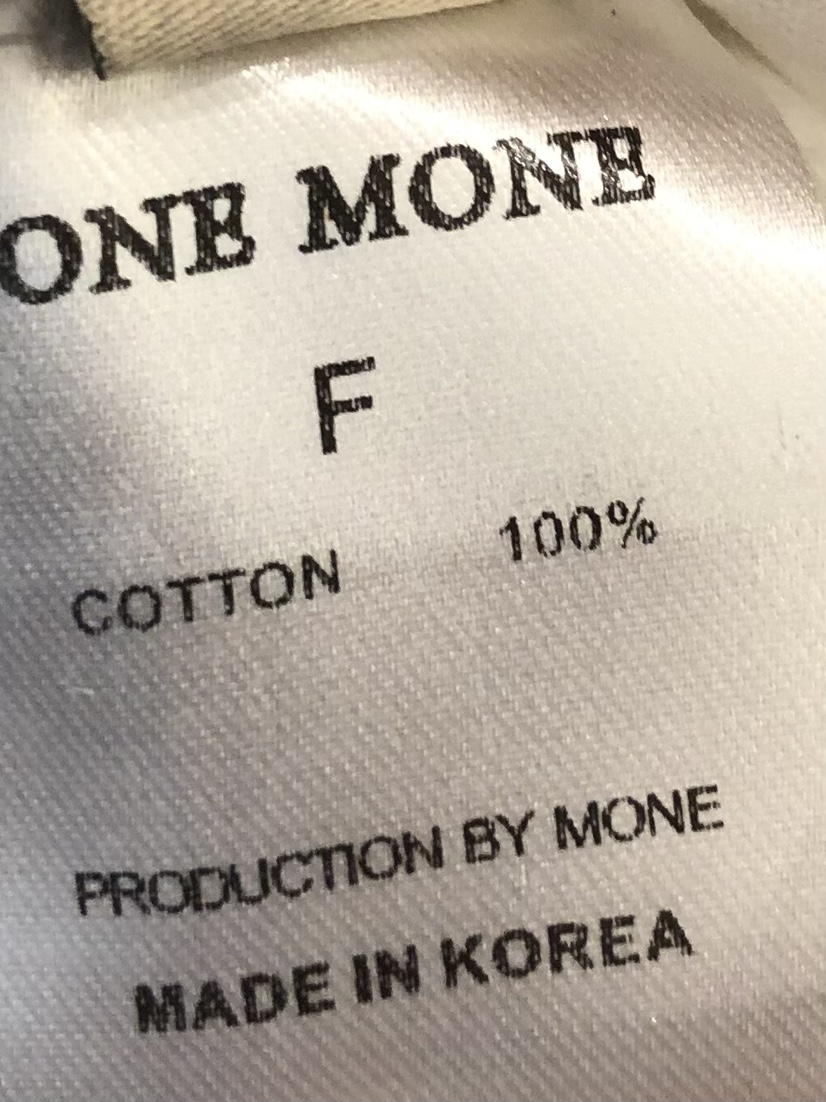 ONE MONE
F
COTTON 100%
PRODUCTION BY MONE
MADE IN KOREA